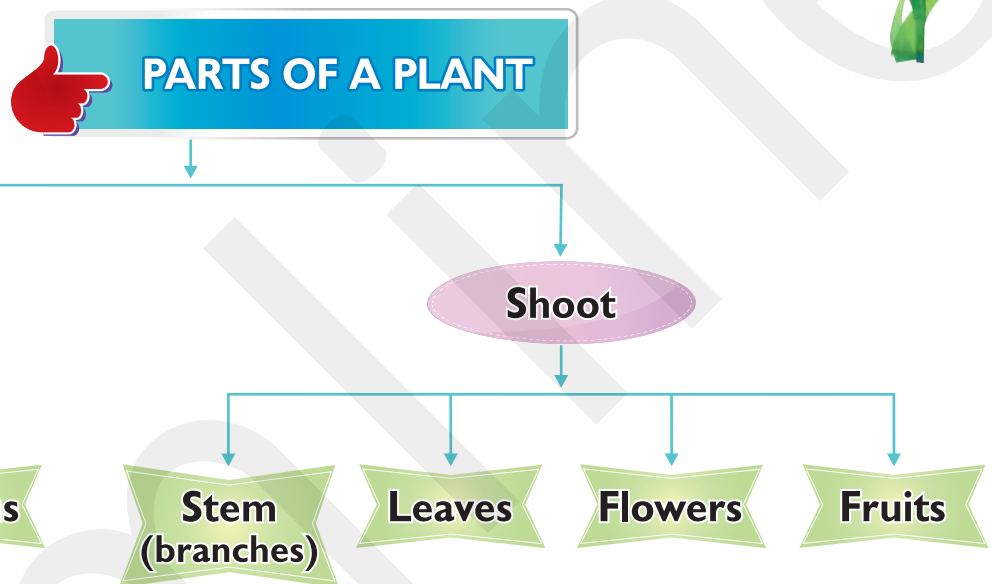 PARTS OF A PLANT
Shoot
Stem
(branches)
Leaves
Flowers
Fruits